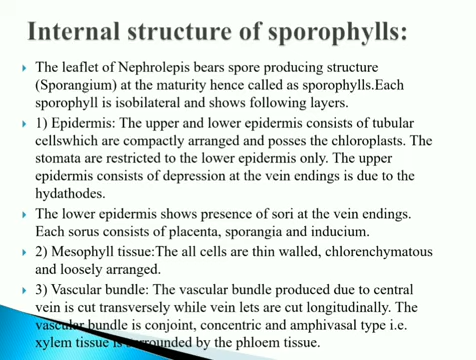 Internal structure of sporophylls:
The leaflet of Nephrolepis bears spore producing structure
(Sporangium) at the maturity hence called as sporophylls.Each
sporophyll is isobilateral and shows following layers.
1) Epidermis: The upper and lower epidermis consists of tubular
cellswhich are compactly arranged and posses the chloroplasts. The
stomata are restricted to the lower epidermis only. The upper
epidermis consists of depression at the vein endings is due to the
hydathodes.
The lower epidermis shows presence of sori at the vein endings.
Each sorus consists of placenta, sporangia and inducium.
2) Mesophyll tissue:The all cells are thin walled, chlorenchymatous
and loosely arranged.
3) Vascular bundle: The vascular bundle produced due to central
vein is cut transversely while vein lets are cut longitudinally. The
vascular bundle is conjoint, concentric and amphivasal type i.e.
xylem tissue is surrounded by the phloem tissue.